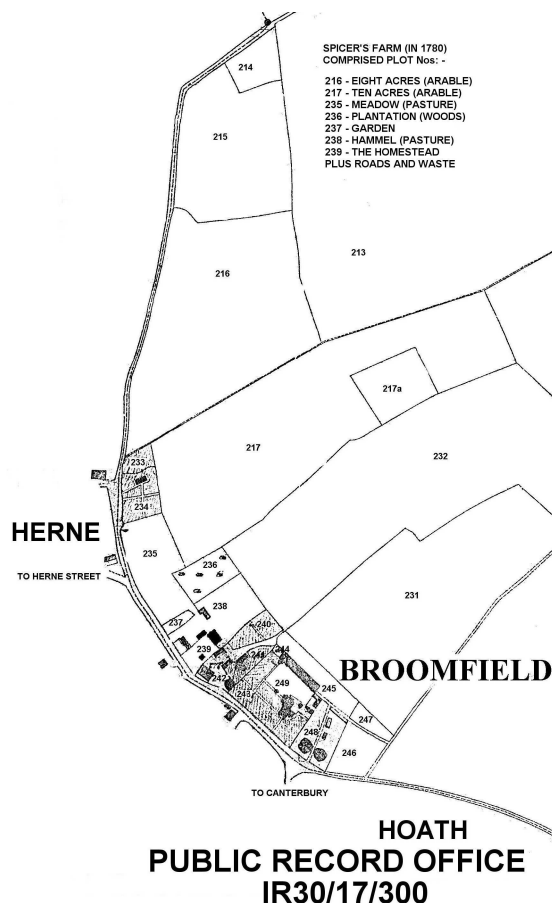 SPICER'S FARM (IN 1780)
COMPRISED PLOT Nos: -
216 - EIGHT ACRES (ARABLE)
217 - TEN ACRES (ARABLE)
235 - MEADOW (PASTURE)
236 - PLANTATION (WOODS)
237 - GARDEN
238 - HAMMEL (PASTURE)
239 - THE HOMESTEAD
PLUS ROADS AND WASTE
214
215
213
216
217a
217
232
233
234
HERNE
235
236
TO HERNE STREET
231
238
237
240
239
241
244
BROOMFIELD
242
249
245
243
247
248
246
TO CANTERBURY
HOATH
PUBLIC RECORD OFFICE
IR30/17/300